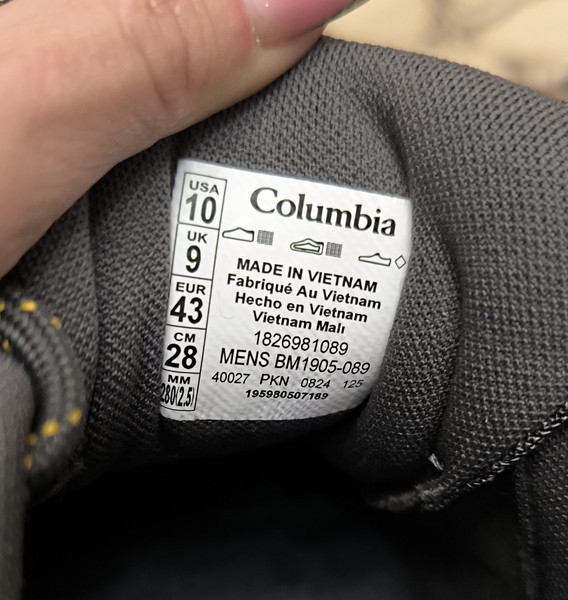 USA
10
UK
9
EUR
43
CM
28
MM
280(2.5)
Columbia
MADE IN VIETNAM
Fabriqué Au Vietnam
Hecho en Vietnam
Vietnam Malı
1826981089
MENS BM1905-089
40027 PKN 0824 125
195980507189